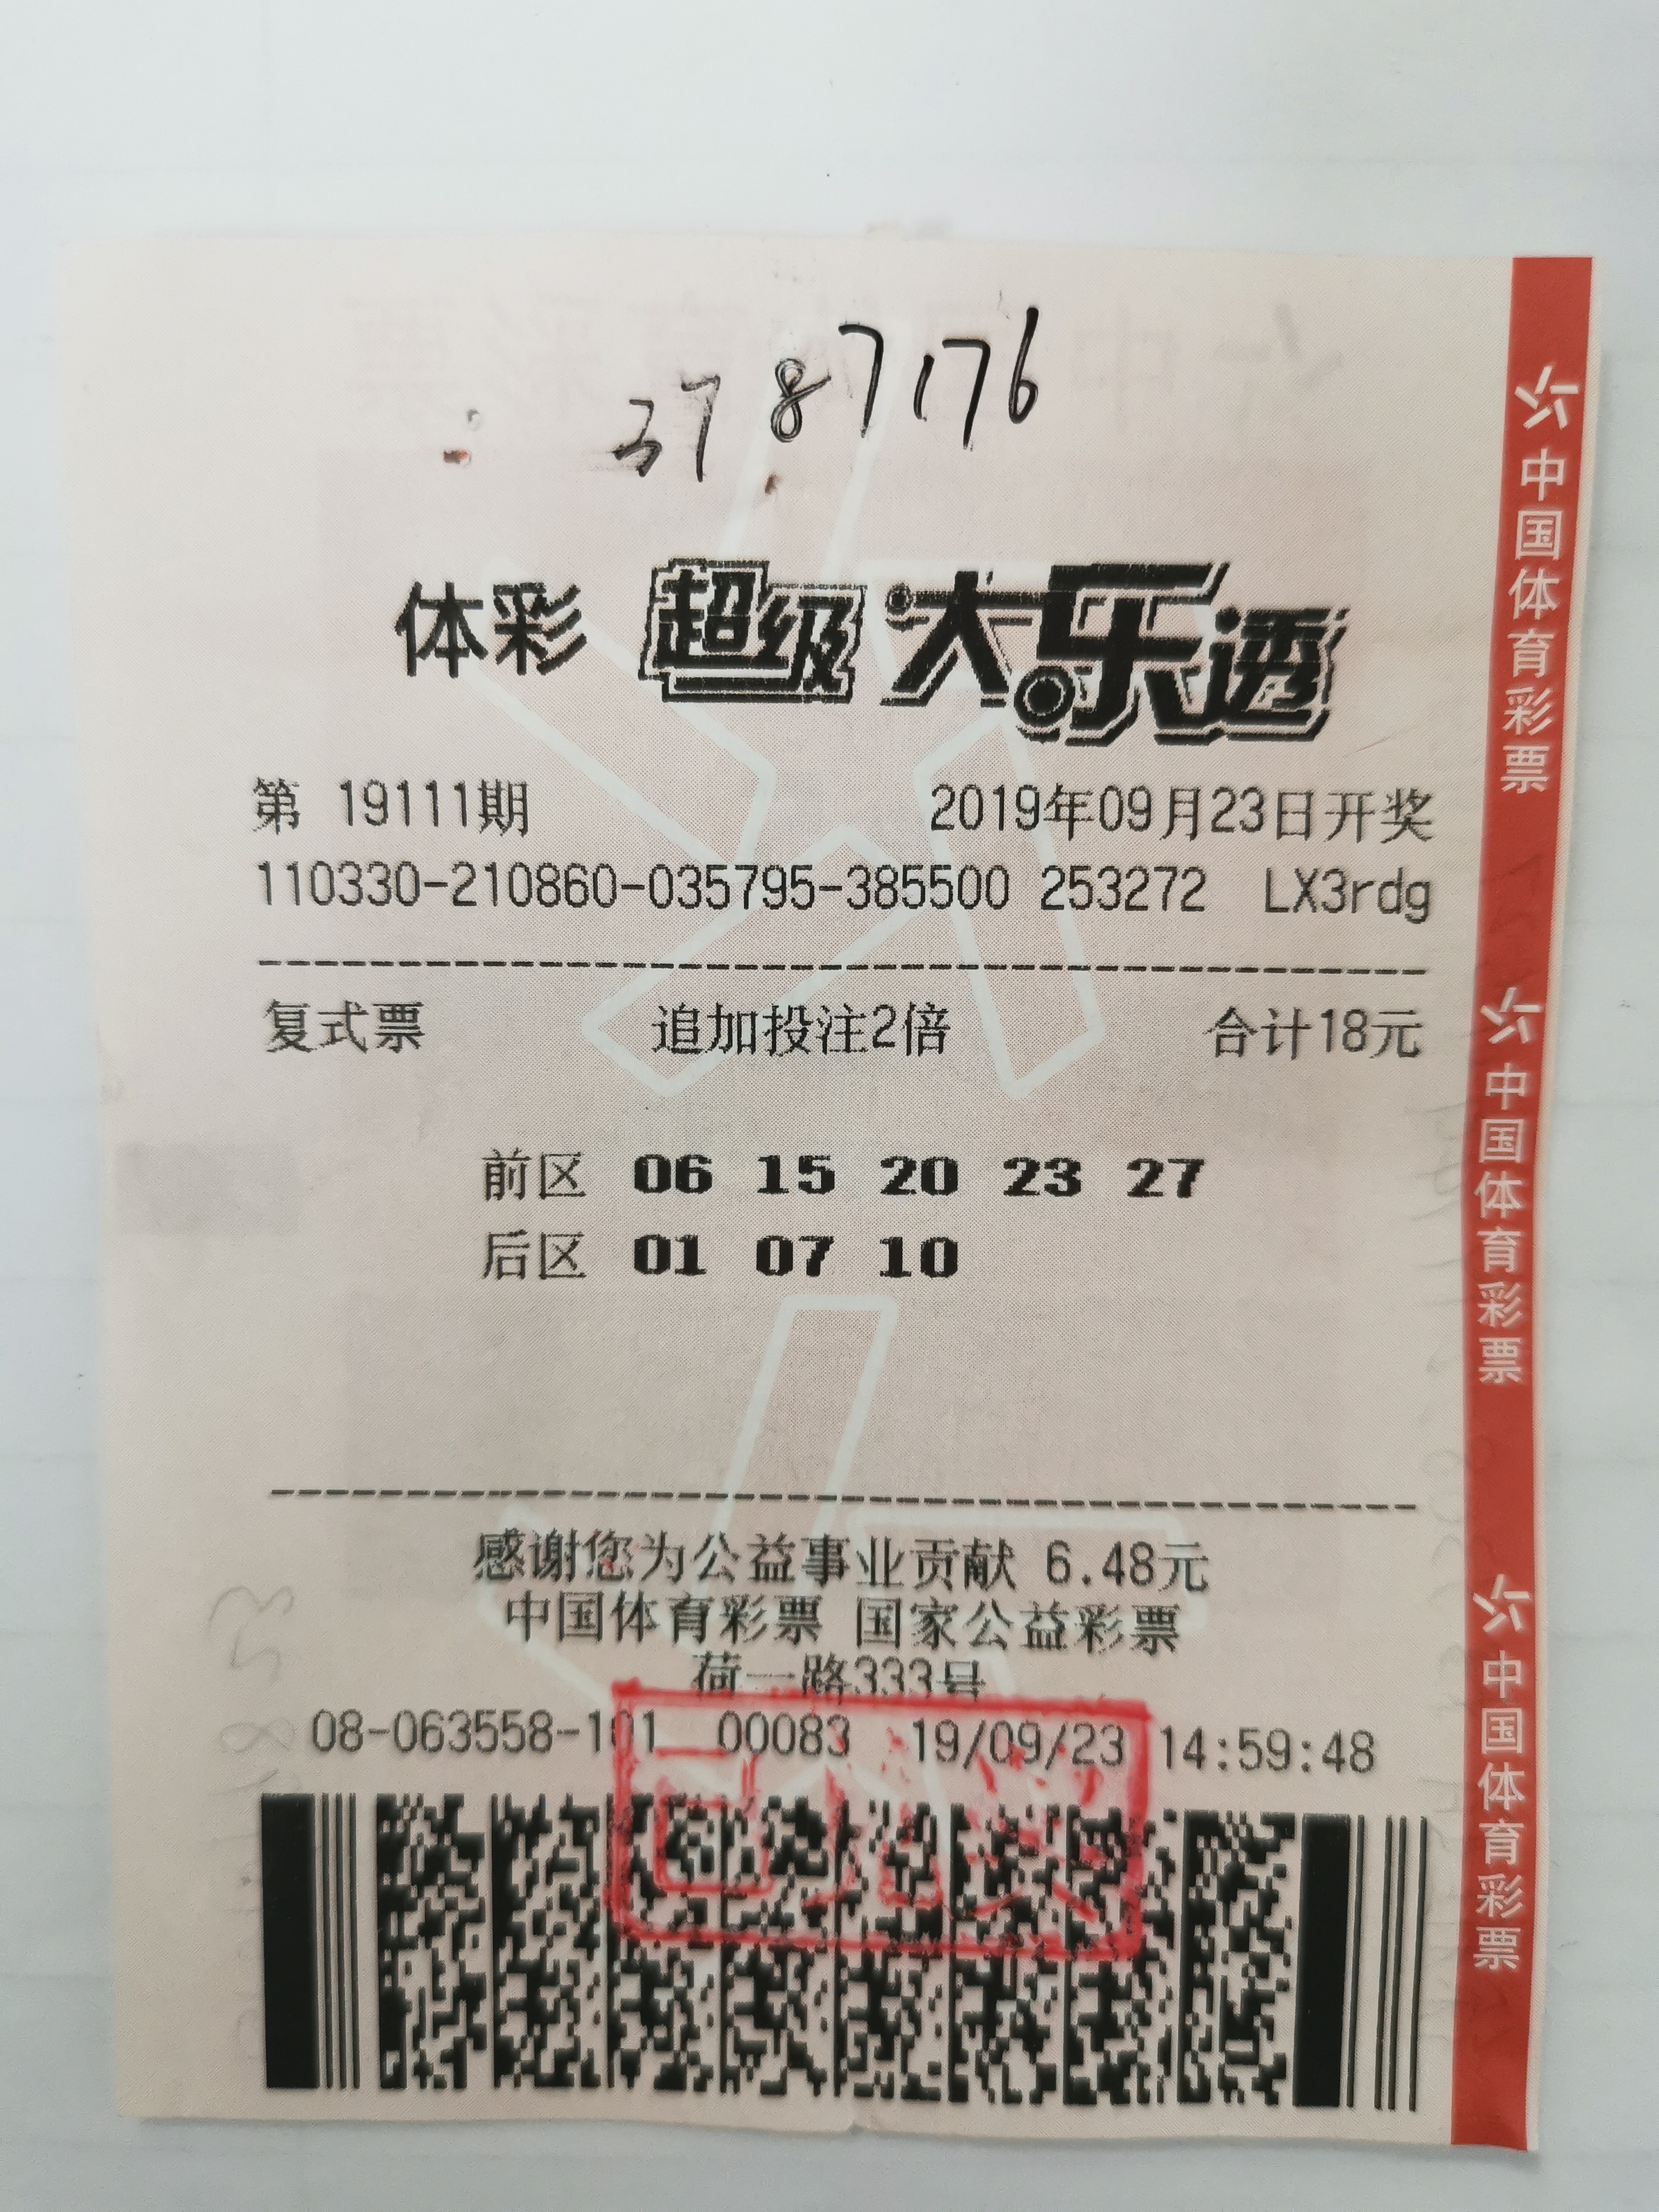 3787176
体彩 超级大乐透
第 19111期 2019年09月23日开奖
110330-210860-035795-385500 253272 LX3rdg
复式票 追加投注2倍 合计18元
前区 06 15 20 23 27
后区 01 07 10
感谢您为公益事业贡献 6.48元
中国体育彩票 国家公益彩票
荷一路333号
08-063558-101 00083 19/09/23 14:59:48
已兑奖
中国体育彩票
中国体育彩票
中国体育彩票